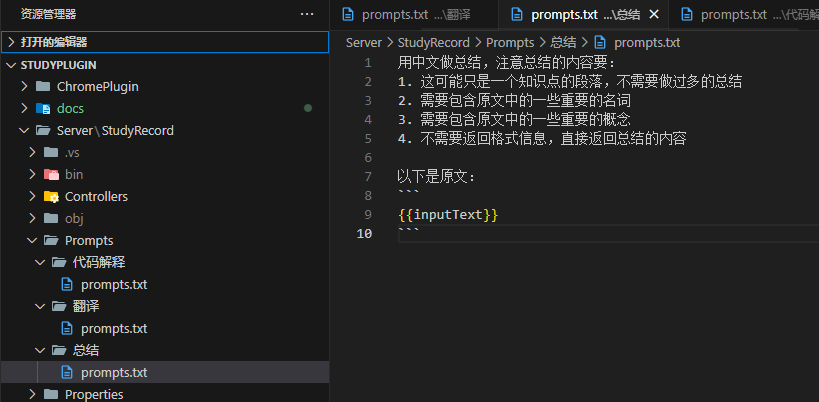 资源管理器
打开的编辑器
STUDYPLUGIN
ChromePlugin
docs
Server\StudyRecord
.vs
bin
Controllers
obj
Prompts
代码解释
prompts.txt
翻译
prompts.txt
总结
prompts.txt
Properties
prompts.txt ...\翻译
prompts.txt ...\总结
prompts.txt ...\代码解
Server > StudyRecord > Prompts > 总结 > prompts.txt
1 用中文做总结，注意总结的内容要：
2 1. 这可能只是一个知识点的段落，不需要做过多的总结
3 2. 需要包含原文中的一些重要的名词
4 3. 需要包含原文中的一些重要的概念
5 4. 不需要返回格式信息，直接返回总结的内容
6
7 以下是原文：
8 ```
9 {{inputText}}
10 ```